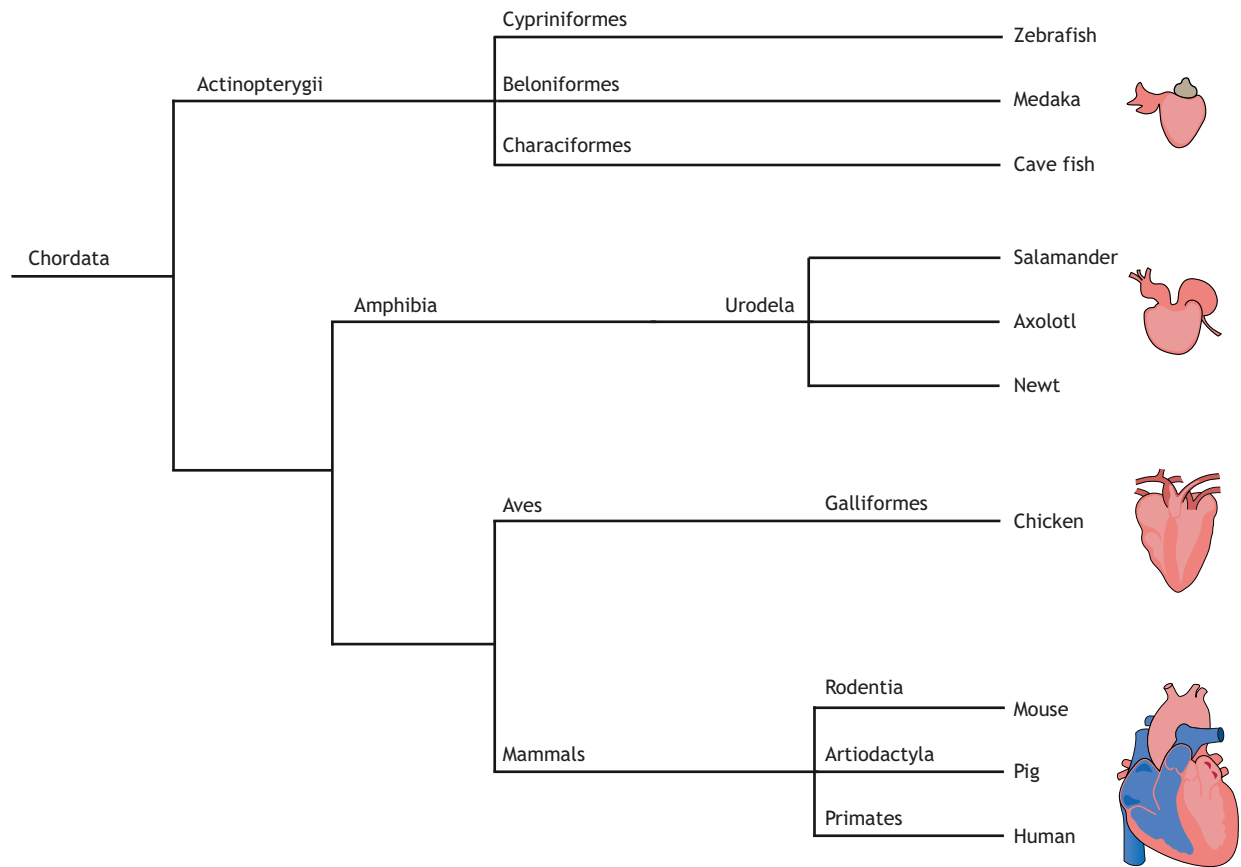 Cypriniformes
Zebrafish
Actinopterygii
Beloniformes
Medaka
Characiformes
Cave fish
Chordata
Salamander
Amphibia
Urodela
Axolotl
Newt
Aves
Galliformes
Chicken
Rodentia
Mouse
Mammals
Artiodactyla
Pig
Primates
Human